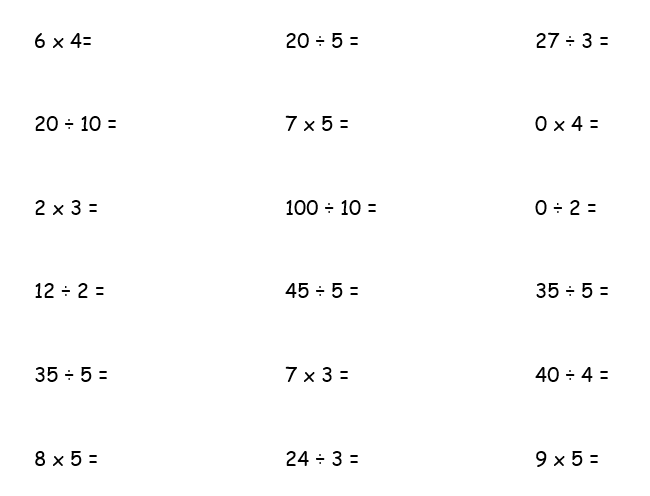 6 x 4= 20 ÷ 5 = 27 ÷ 3 =
20 ÷ 10 = 7 x 5 = 0 x 4 =
2 x 3 = 100 ÷ 10 = 0 ÷ 2 =
12 ÷ 2 = 45 ÷ 5 = 35 ÷ 5 =
35 ÷ 5 = 7 x 3 = 40 ÷ 4 =
8 x 5 = 24 ÷ 3 = 9 x 5 =